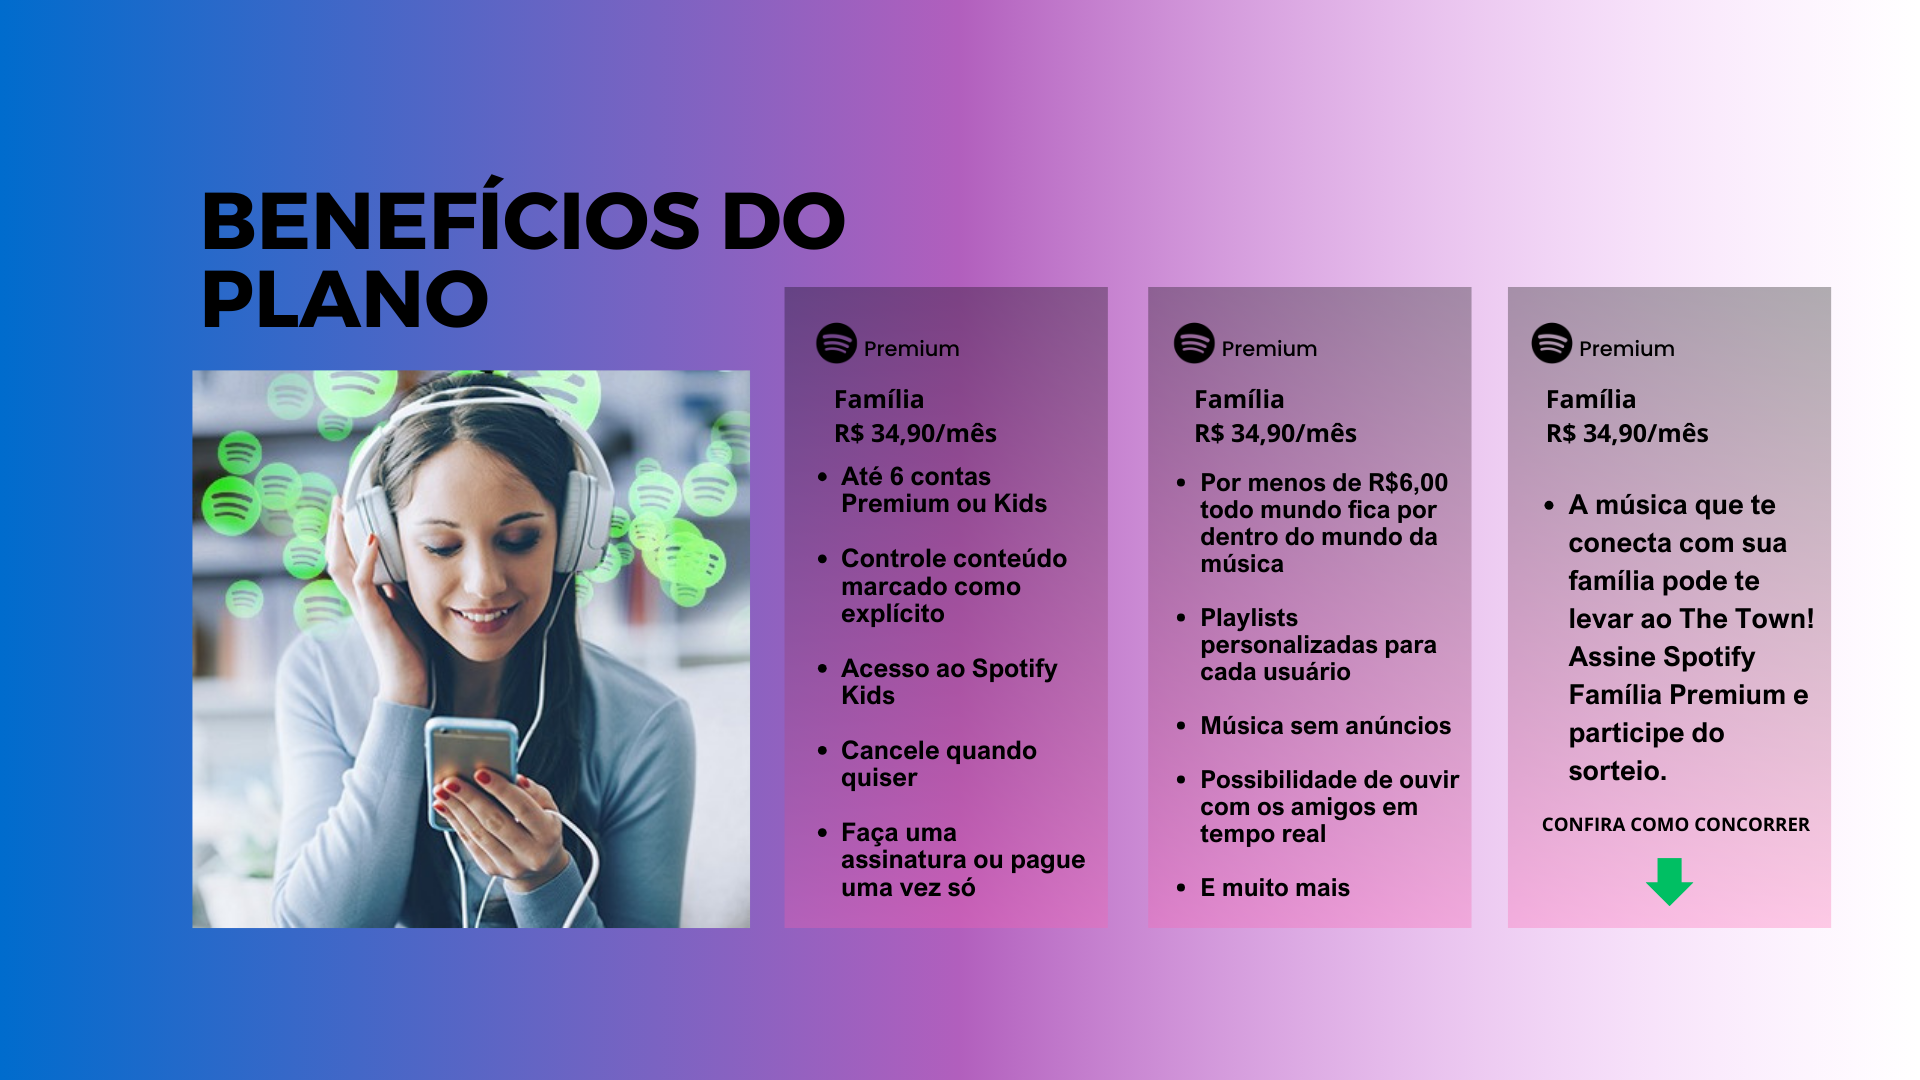 BENEFÍCIOS DO
PLANO
Premium
Família
R$ 34,90/mês
• Até 6 contas
Premium ou Kids
• Controle conteúdo
marcado como
explícito
• Acesso ao Spotify
Kids
• Cancele quando
quiser
• Faça uma
assinatura ou pague
uma vez só
Premium
Família
R$ 34,90/mês
• Por menos de R$6,00
todo mundo fica por
dentro do mundo da
música
• Playlists
personalizadas para
cada usuário
• Música sem anúncios
• Possibilidade de ouvir
com os amigos em
tempo real
• E muito mais
Premium
Família
R$ 34,90/mês
• A música que te
conecta com sua
família pode te
levar ao The Town!
Assine Spotify
Família Premium e
participe do
sorteio.
CONFIRA COMO CONCORRER